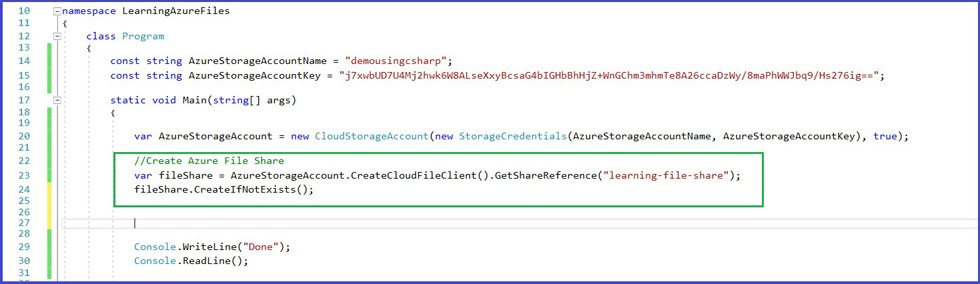 10 namespace LearningAzureFiles
11 {
12 class Program
13 {
14 const string AzureStorageAccountName = "demousingcsharp";
15 const string AzureStorageAccountKey = "j7xwbUD7U4Mj2hwk6W8ALseXxyBcsaG4bIGHbBhHjZ+WnGChm3mhmTe8A26ccaDzWy/8maPhWWJbq9/Hs276ig==";
16
17 static void Main(string[] args)
18 {
19
20 var AzureStorageAccount = new CloudStorageAccount(new StorageCredentials(AzureStorageAccountName, AzureStorageAccountKey), true);
21
22 //Create Azure File Share
23 var fileShare = AzureStorageAccount.CreateCloudFileClient().GetShareReference("learning-file-share");
24 fileShare.CreateIfNotExists();
25
26
27
28
29 Console.WriteLine("Done");
30 Console.ReadLine();
31